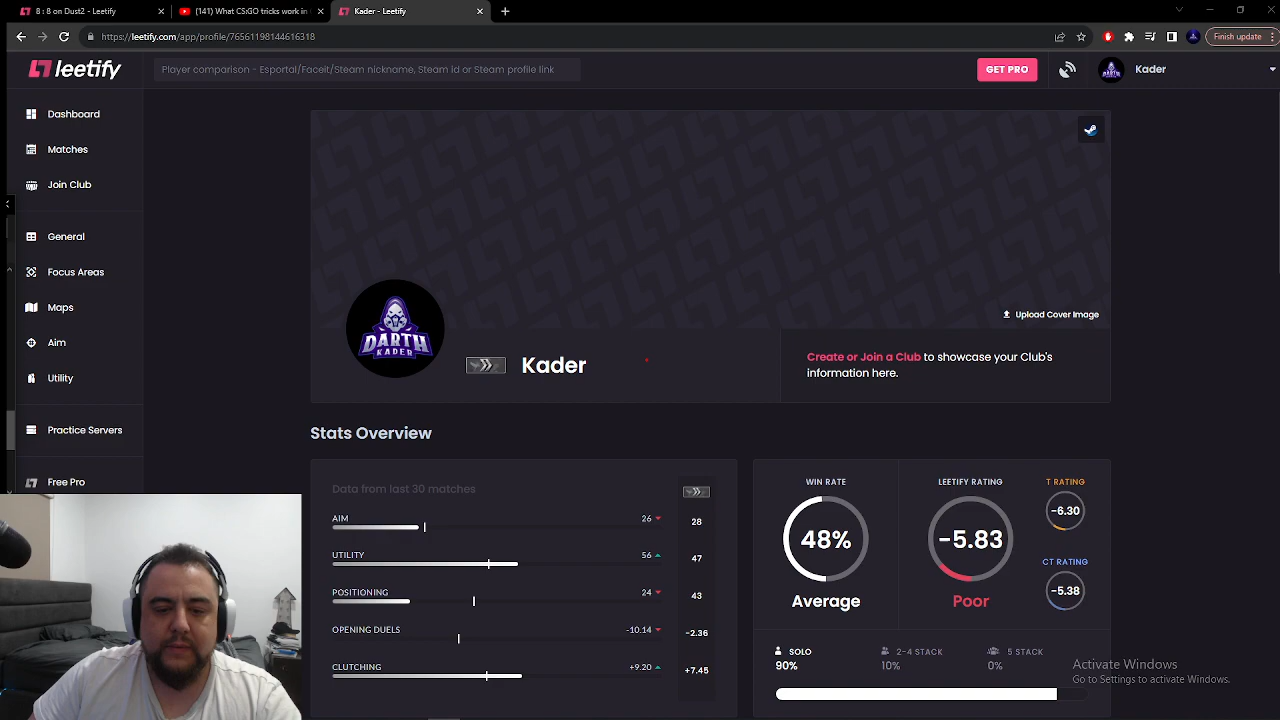 8 : 8 on Dust2 - Leetify
(141) What CS:GO tricks work in
Kader - Leetify
https://leetify.com/app/profile/76561198144616318
Finish update
leetify
Player comparison - Esportal/Faceit/Steam nickname, Steam id or Steam profile link
GET PRO
Kader
Dashboard
Matches
Join Club
General
Focus Areas
Maps
Aim
Utility
Practice Servers
Free Pro
Upload Cover Image
DARTH
KADER
Kader
Create or Join a Club to showcase your Club's
information here.
Stats Overview
Data from last 30 matches
AIM 26 28
UTILITY 56 47
POSITIONING 24 43
OPENING DUELS -10.14 -2.36
CLUTCHING +9.20 +7.45
WIN RATE
48%
Average
LEETIFY RATING
-5.83
Poor
T RATING
-6.30
CT RATING
-5.38
SOLO
90%
2-4 STACK
10%
5 STACK
0%
Activate Windows
Go to Settings to activate Windows.